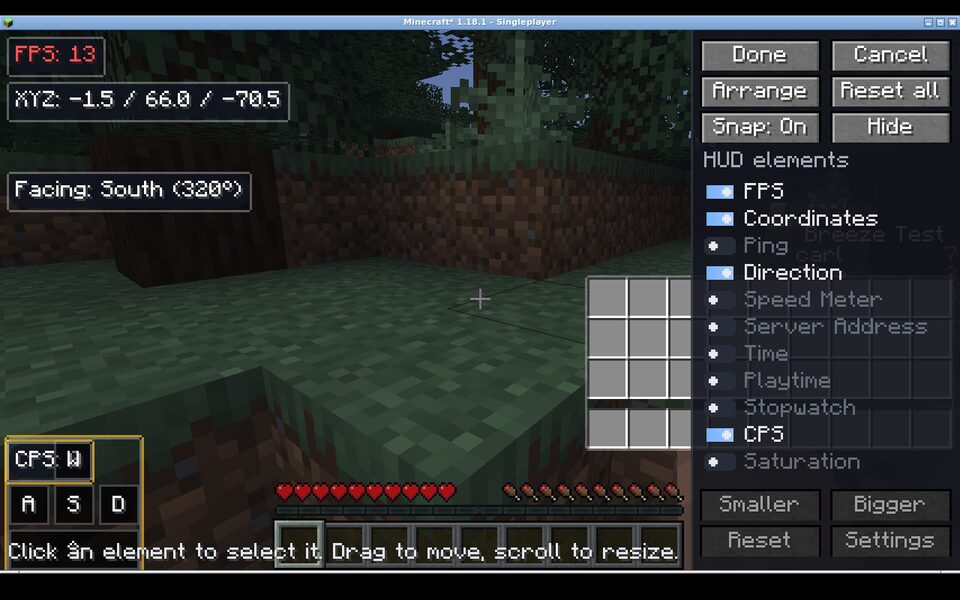 Minecraft* 1.18.1 - Singleplayer
FPS: 13
XYZ: -1.5 / 66.0 / -70.5
Facing: South (320°)
Done
Cancel
Arrange
Reset all
Snap: On
Hide
HUD elements
FPS
Coordinates
Ping
Breeze Test
carl
Direction
Speed Meter
Server Address
Time
Playtime
Stopwatch
CPS
Saturation
CPS
W
A
S
D
Click an element to select it. Drag to move, scroll to resize.
Smaller
Bigger
Reset
Settings